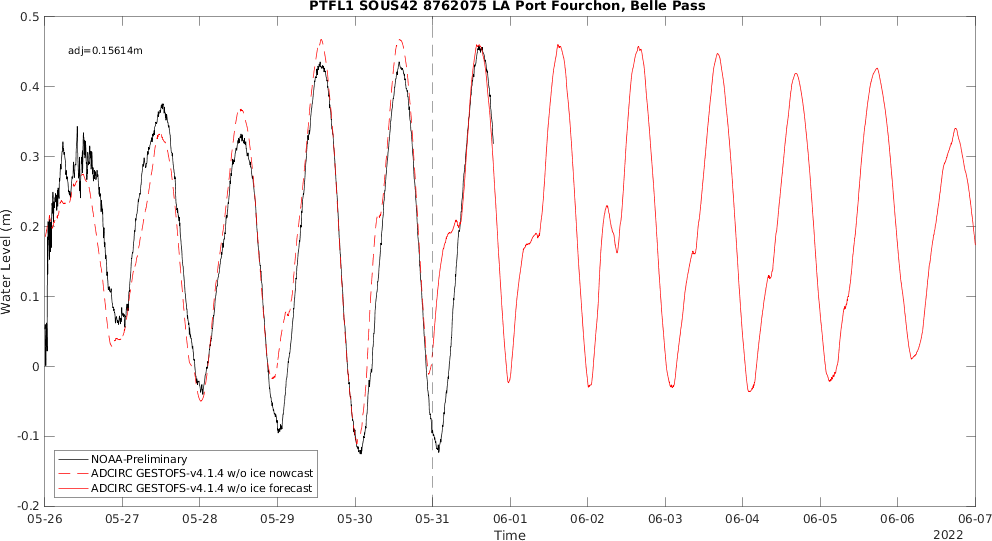 PTFL1 SOUS42 8762075 LA Port Fourchon, Belle Pass
adj=0.15614m
Water Level (m)
0.5
0.4
0.3
0.2
0.1
0
-0.1
-0.2
NOAA-Preliminary
ADCIRC GESTOFS-v4.1.4 w/o ice nowcast
ADCIRC GESTOFS-v4.1.4 w/o ice forecast
05-26 05-27 05-28 05-29 05-30 05-31 06-01 06-02 06-03 06-04 06-05 06-06 06-07
Time
2022